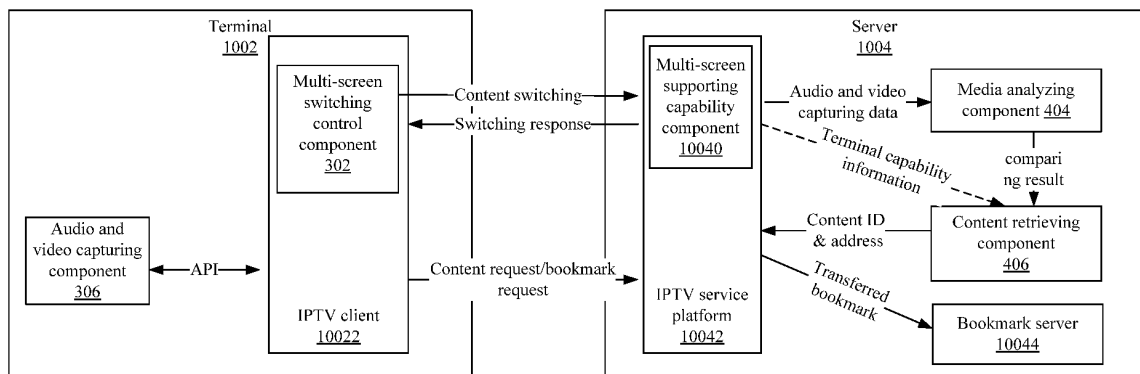 Terminal
1002
Multi-screen
switching
control
component
302
Audio and
video capturing
component
306
API
IPTV client
10022
Content switching
Switching response
Content request/bookmark
request
Server
1004
Multi-screen
supporting
capability
component
10040
IPTV service
platform
10042
Audio and video
capturing data
Terminal capability
information
Media analyzing
component 404
compari
ng result
Content ID
& address
Content retrieving
component
406
Transferred
bookmark
Bookmark server
10044